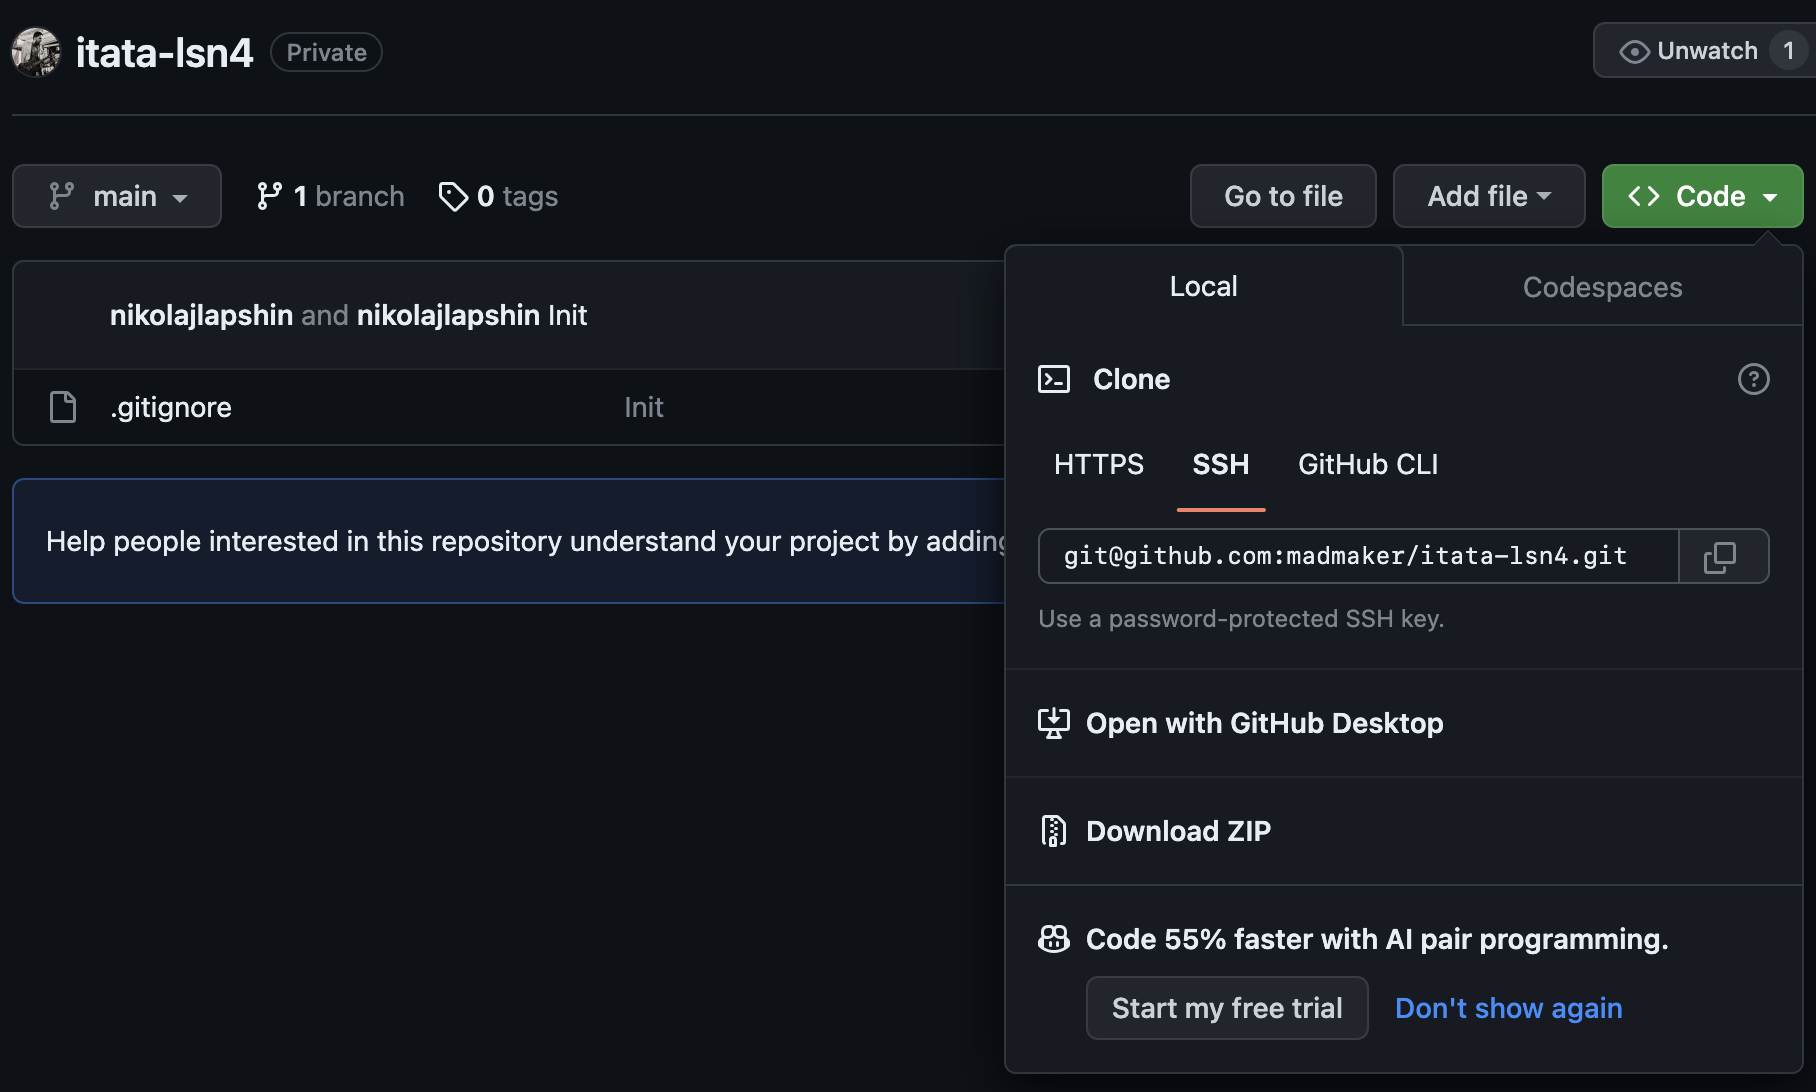 itata-lsn4 Private
Unwatch 1
main 1 branch 0 tags
Go to file Add file Code
nikolajlapshin and nikolajlapshin Init
.gitignore Init
Help people interested in this repository understand your project by adding
Local Codespaces
Clone
HTTPS SSH GitHub CLI
git@github.com:madmaker/itata-lsn4.git
Use a password-protected SSH key.
Open with GitHub Desktop
Download ZIP
Code 55% faster with AI pair programming.
Start my free trial Don't show again